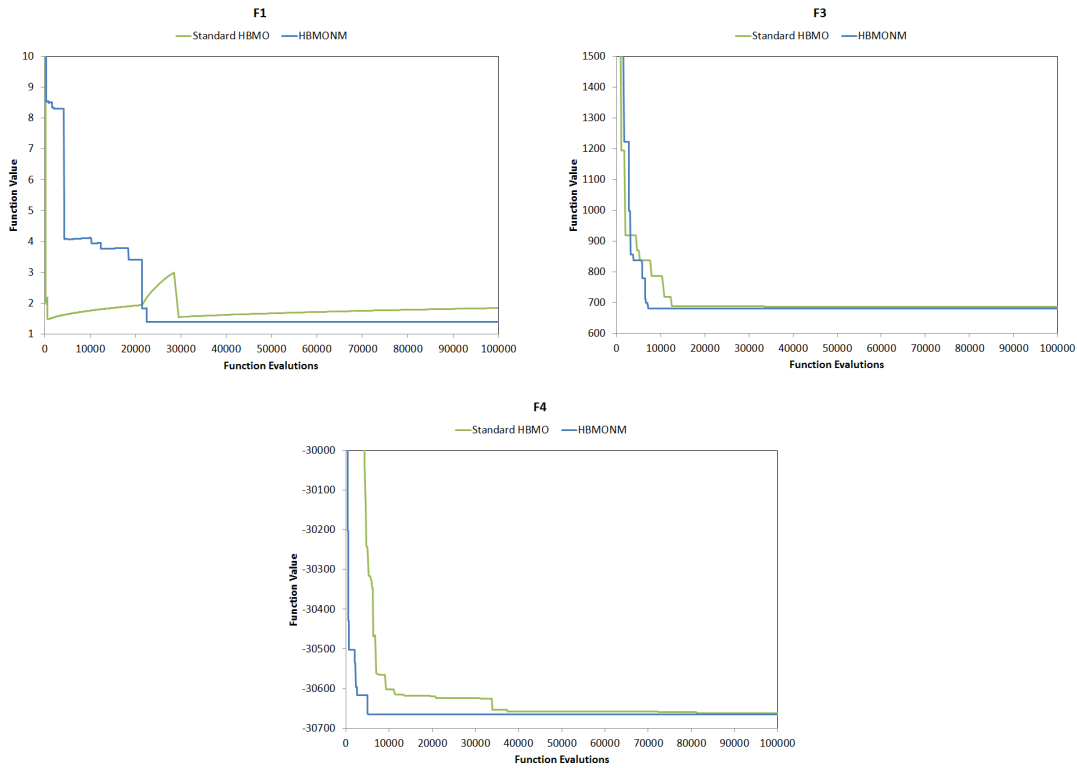 F1
Standard HBMO HBMONM
10
9
8
7
6
5
4
3
2
1
Function Value
0 10000 20000 30000 40000 50000 60000 70000 80000 90000 100000
Function Evalutions
F3
Standard HBMO HBMONM
1500
1400
1300
1200
1100
1000
900
800
700
600
Function Value
0 10000 20000 30000 40000 50000 60000 70000 80000 90000 100000
Function Evalutions
F4
Standard HBMO HBMONM
-30000
-30100
-30200
-30300
-30400
-30500
-30600
-30700
Function Value
0 10000 20000 30000 40000 50000 60000 70000 80000 90000 100000
Function Evalutions